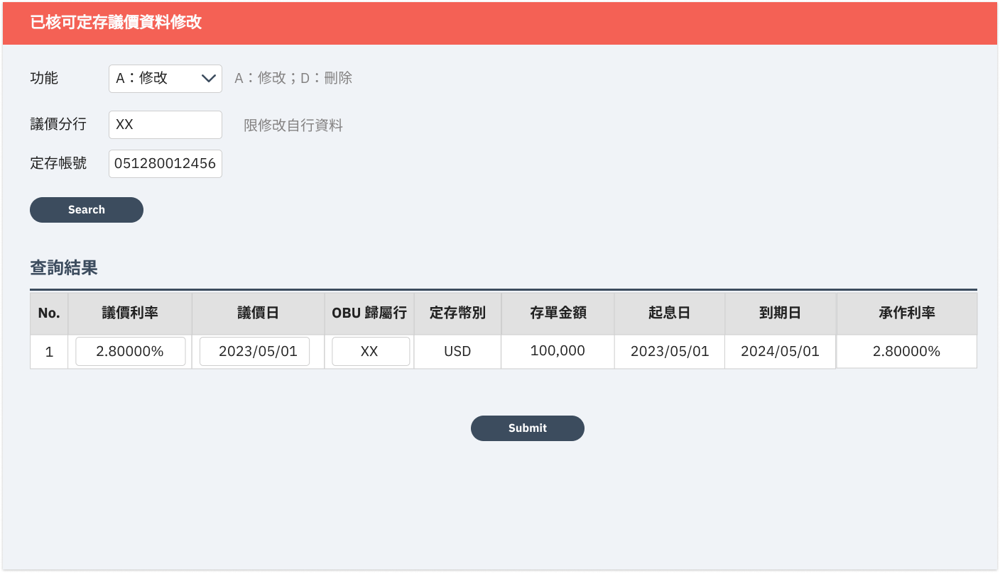 已核可定存議價資料修改
功能 A：修改 A：修改；D：刪除
議價分行 XX 限修改自行資料
定存帳號 051280012456
Search
查詢結果
No. 議價利率 議價日 OBU 歸屬行 定存幣別 存單金額 起息日 到期日 承作利率
1 2.80000% 2023/05/01 XX USD 100,000 2023/05/01 2024/05/01 2.80000%
Submit